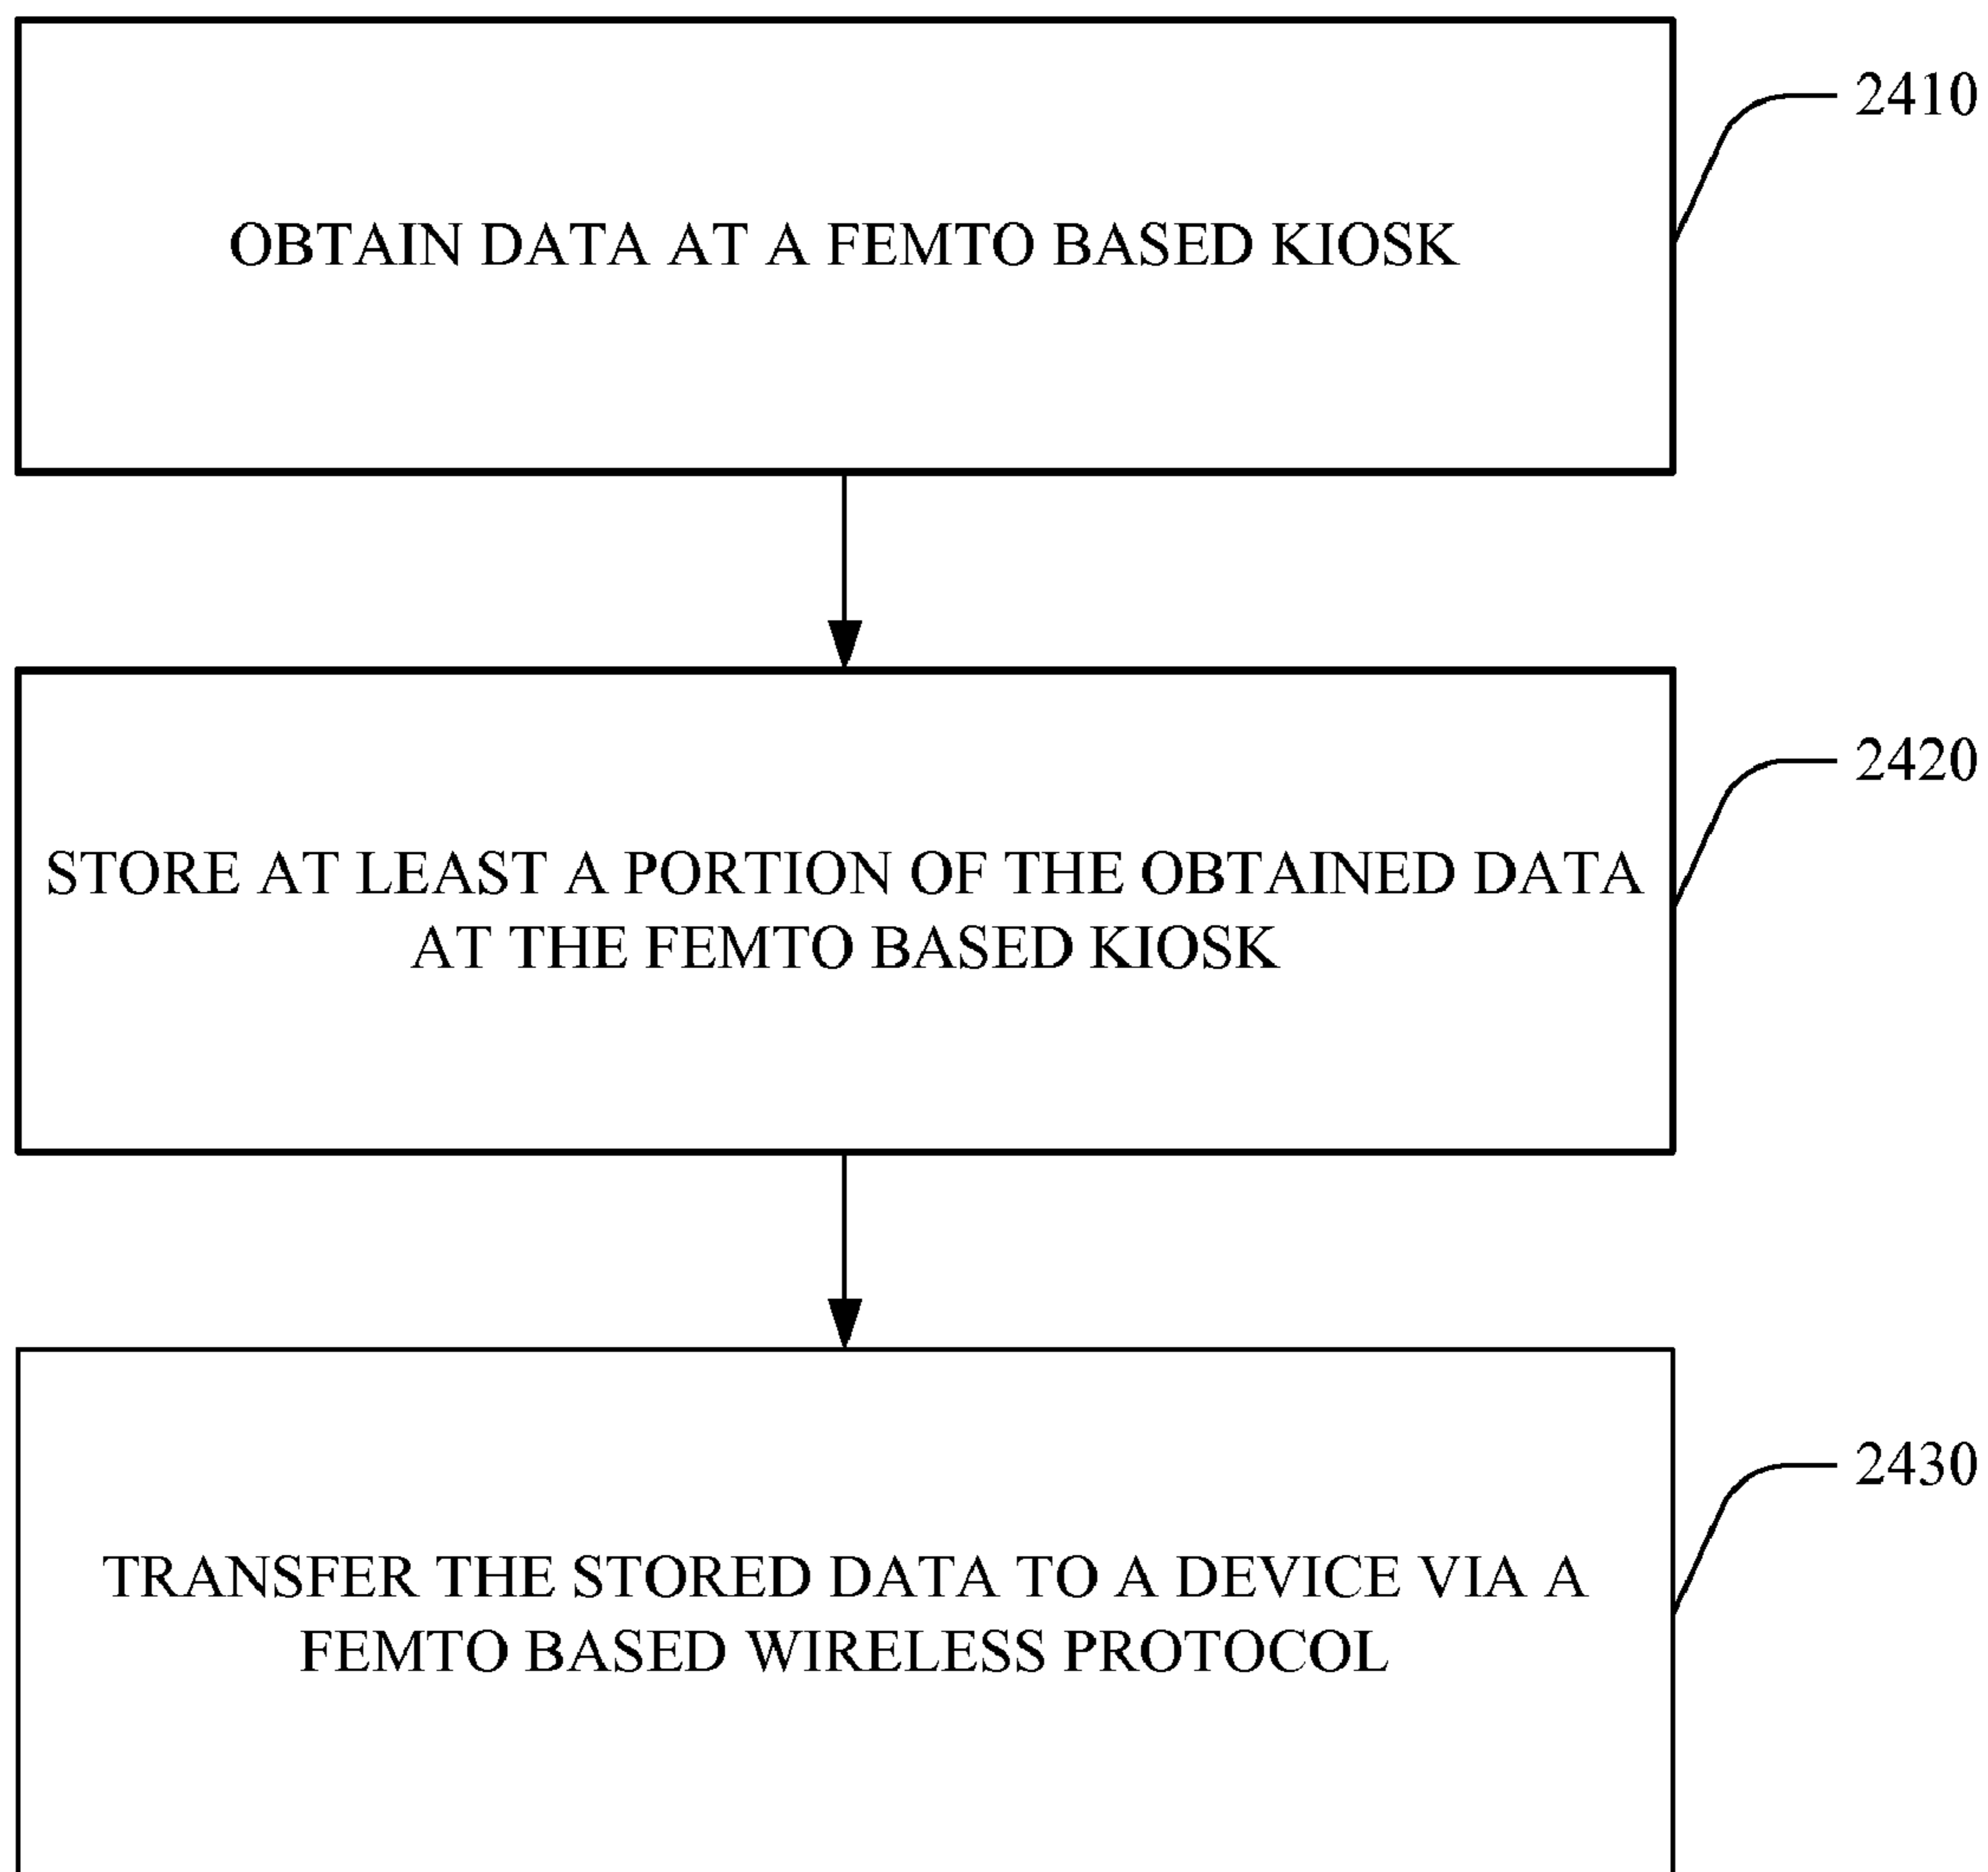 2410
OBTAIN DATA AT A FEMTO BASED KIOSK
2420
STORE AT LEAST A PORTION OF THE OBTAINED DATA
AT THE FEMTO BASED KIOSK
2430
TRANSFER THE STORED DATA TO A DEVICE VIA A
FEMTO BASED WIRELESS PROTOCOL